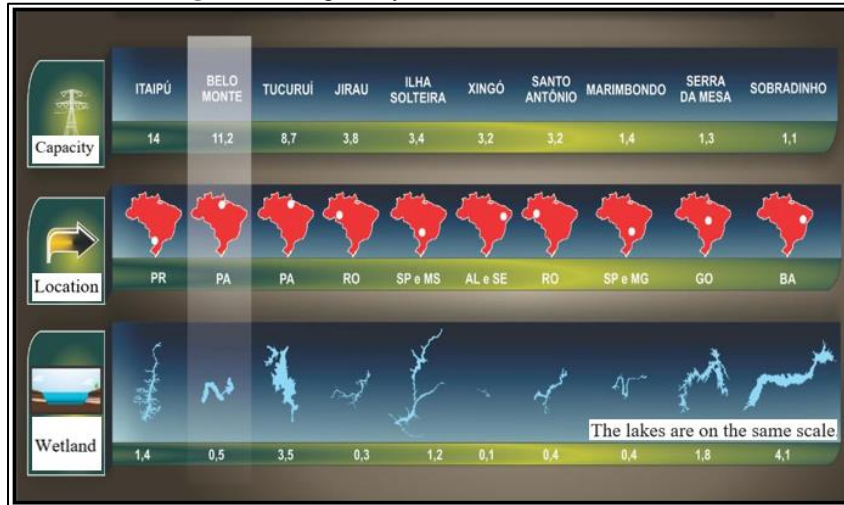 ITAIPÚ
BELO
MONTE
TUCURUÍ
JIRAU
ILHA
SOLTEIRA
XINGÓ
SANTO
ANTÔNIO
MARIMBONDO
SERRA
DA MESA
SOBRADINHO
Capacity
14 11,2 8,7 3,8 3,4 3,2 3,2 1,4 1,3 1,1
Location
PR PA PA RO SP e MS AL e SE RO SP e MG GO BA
The lakes are on the same scale
Wetland
1,4 0,5 3,5 0,3 1,2 0,1 0,4 0,4 1,8 4,1